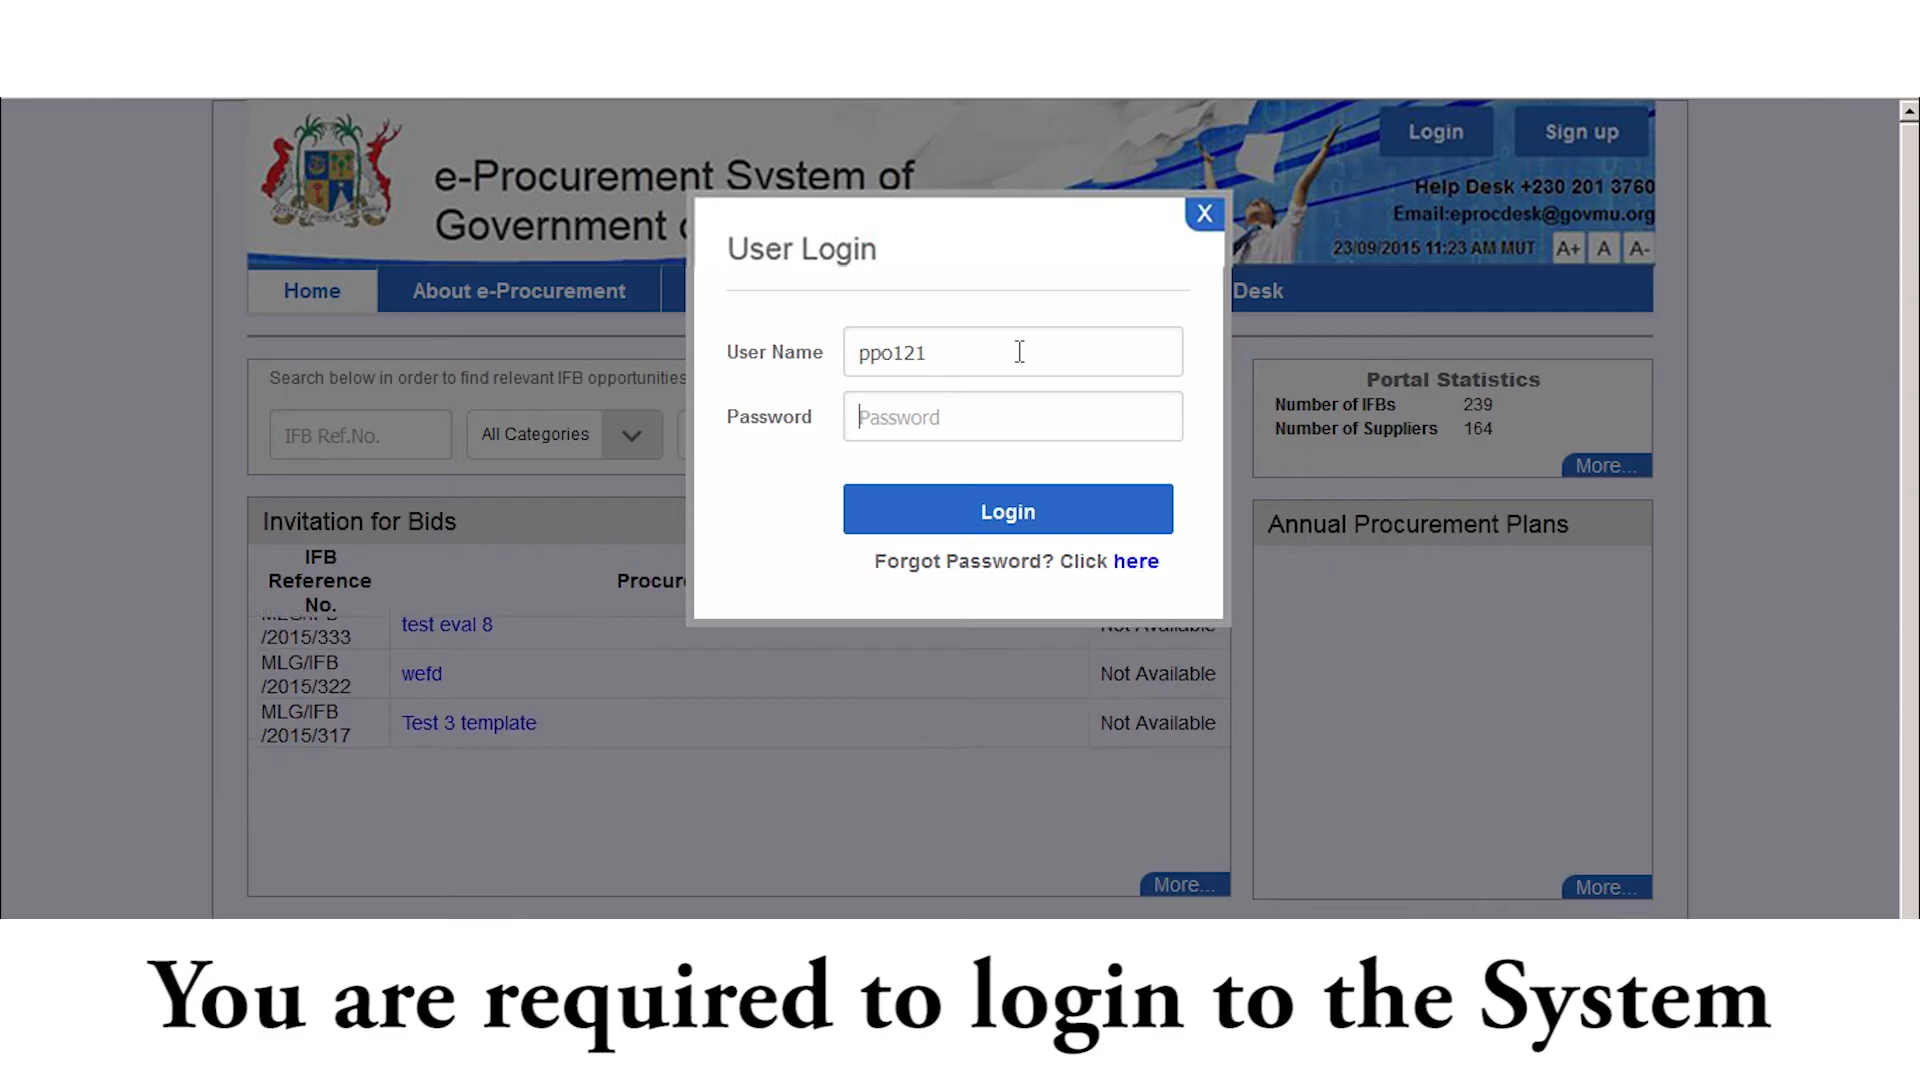 Login
Sign up
e-Procurement System of
Government
Help Desk +230 201 3760
Email:eprocdesk@govmu.org
23/09/2015 11:23 AM MUT
A+ A A-
Home
About e-Procurement
Desk
X
User Login
User Name
ppo121
Password
Password
Login
Forgot Password? Click here
Search below in order to find relevant IFB opportunities
IFB Ref.No.
All Categories
Portal Statistics
Number of IFBs 239
Number of Suppliers 164
More...
Invitation for Bids
IFB
Reference
No.
/2015/333
test eval 8
Not Available
MLG/IFB
/2015/322
wefd
Not Available
MLG/IFB
/2015/317
Test 3 template
Not Available
More...
Annual Procurement Plans
More...
You are required to login to the System